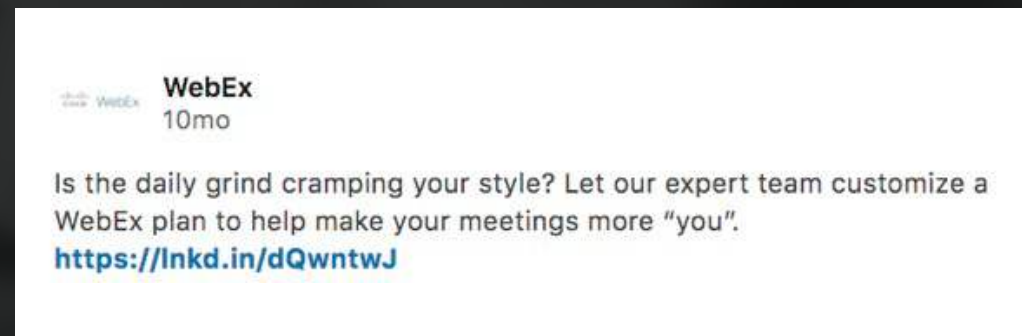 WebEx
WebEx
10mo
Is the daily grind cramping your style? Let our expert team customize a
WebEx plan to help make your meetings more “you”.
https://lnkd.in/dQwntwJ